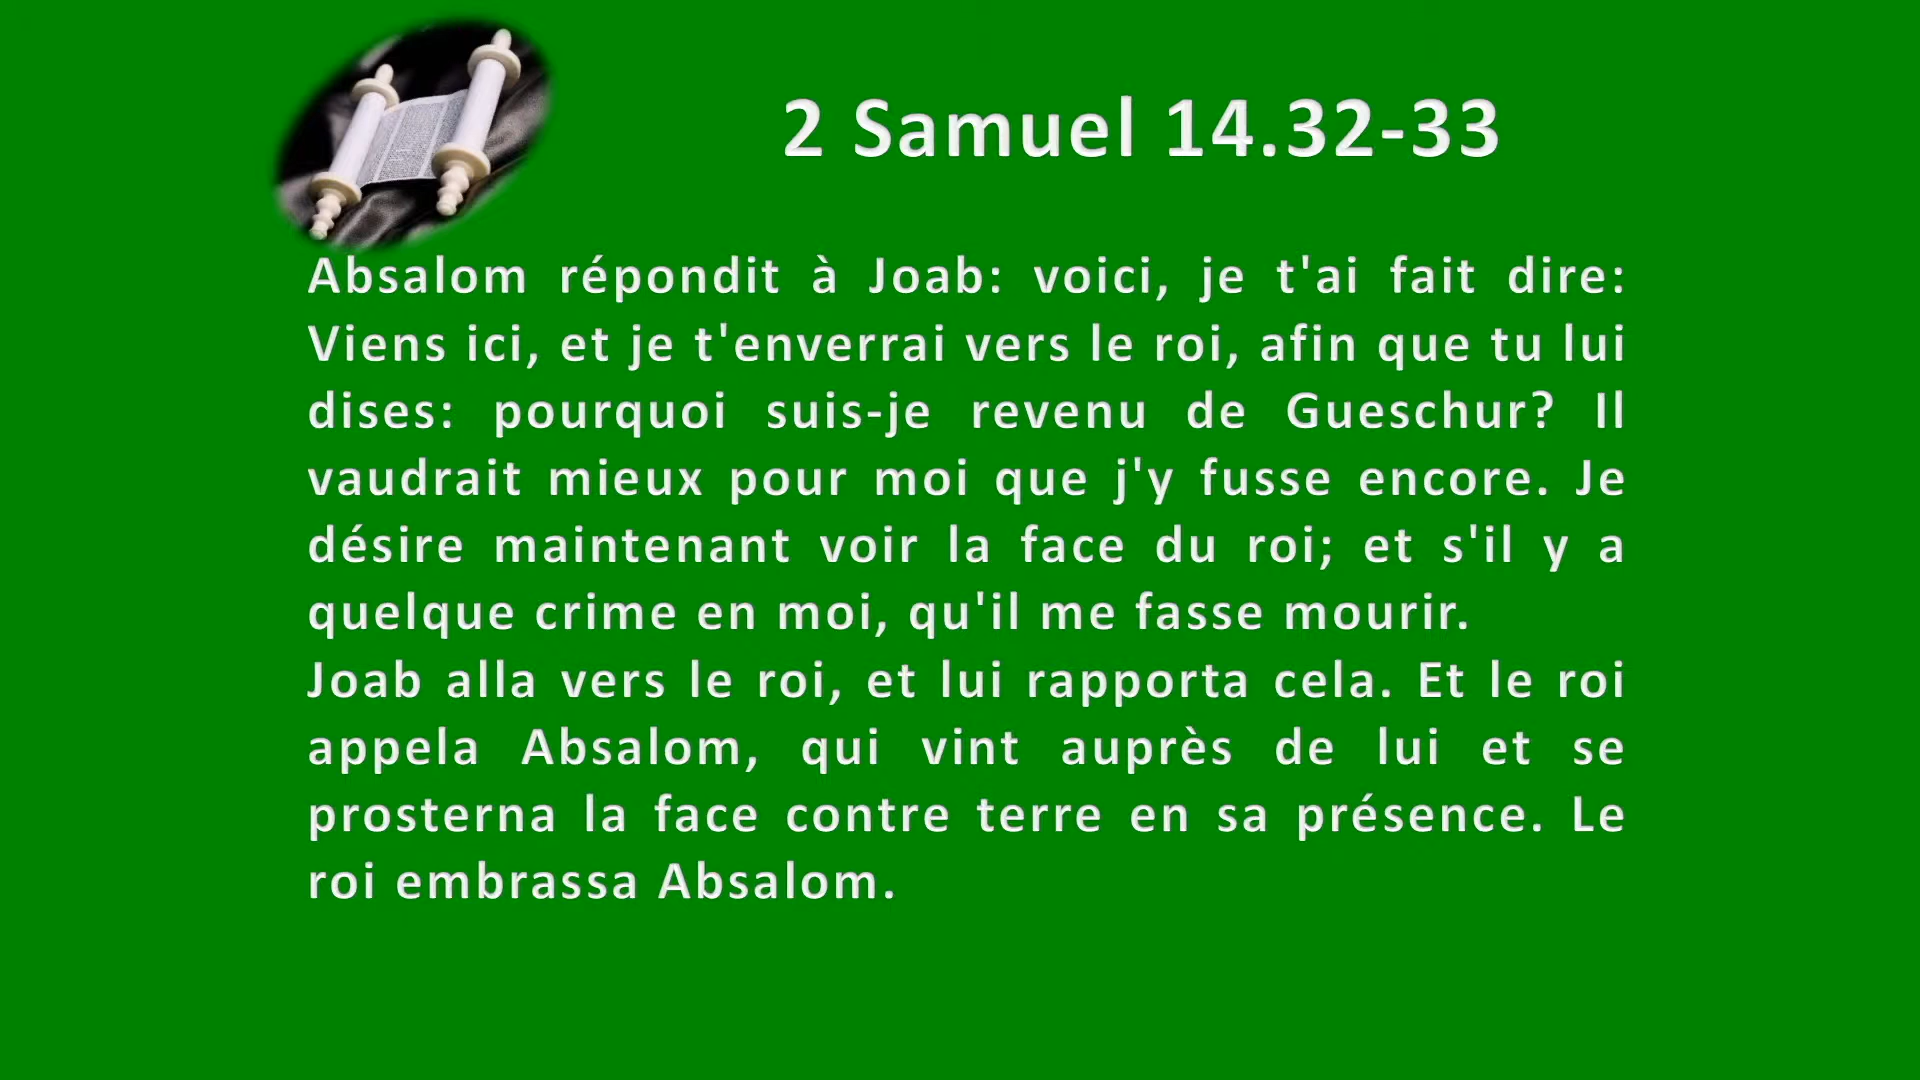 2 Samuel 14.32-33
Absalom répondit à Joab: voici, je t'ai fait dire:
Viens ici, et je t'enverrai vers le roi, afin que tu lui
dises: pourquoi suis-je revenu de Gueschur? Il
vaudrait mieux pour moi que j'y fusse encore. Je
désire maintenant voir la face du roi; et s'il y a
quelque crime en moi, qu'il me fasse mourir.
Joab alla vers le roi, et lui rapporta cela. Et le roi
appela Absalom, qui vint auprès de lui et se
prosterna la face contre terre en sa présence. Le
roi embrassa Absalom.